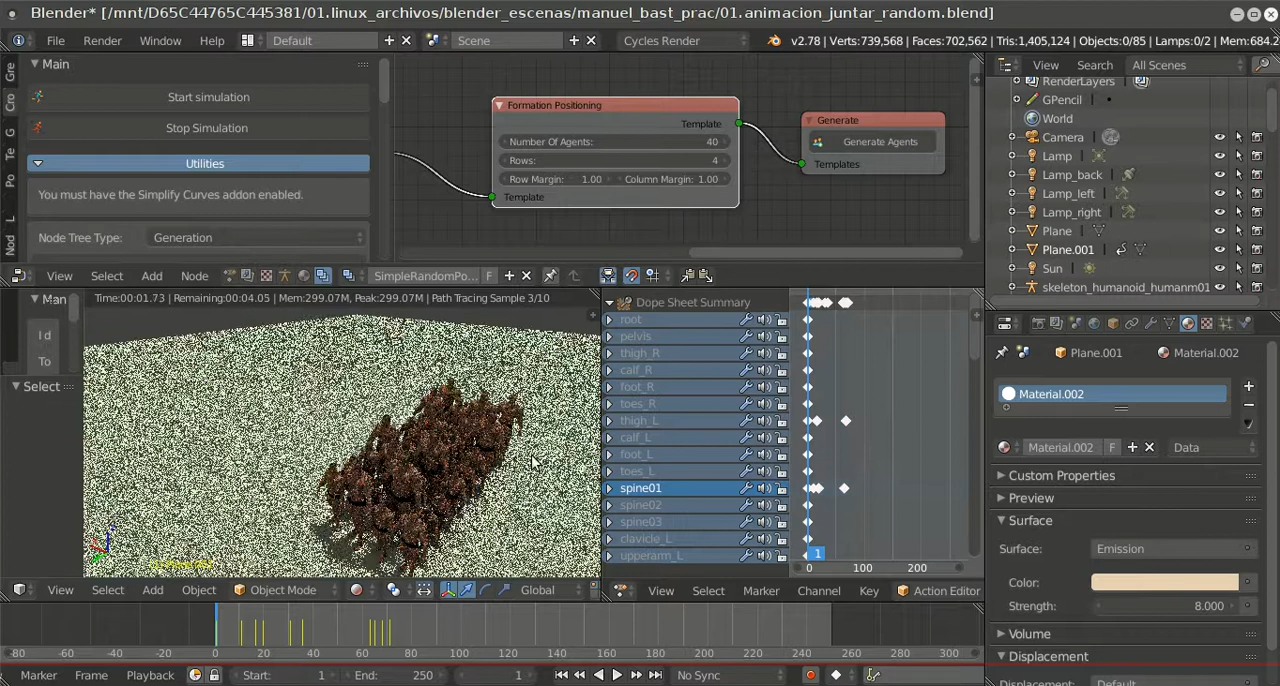 Blender* [/mnt/D65C44765C445381/01.linux_archivos/blender_escenas/manuel_bast_prac/01.animacion_juntar_random.blend]
File Render Window Help Default Scene Cycles Render v2.78 | Verts:739,568 | Faces:702,562 | Tris:1,405,124 | Objects:0/85 | Lamps:0/2 | Mem:684.2
Main
Start simulation
Stop Simulation
Utilities
You must have the Simplify Curves addon enabled.
Node Tree Type: Generation
Gre
Cro
G
Te
Po
L
Nod
Formation Positioning
Template
Number Of Agents: 40
Rows: 4
Row Margin: 1.00 Column Margin: 1.00
Template
Generate
Generate Agents
Templates
View Select Add Node SimpleRandomPo... F
View Search All Scenes
RenderLayers
GPencil
World
Camera
Lamp
Lamp_back
Lamp_left
Lamp_right
Plane
Plane.001
Sun
skeleton_humanoid_humanm01
Man
Time:00:01.73 | Remaining:00:04.05 | Mem:299.07M, Peak:299.07M | Path Tracing Sample 3/10
I d
To
Select
View Select Add Object Object Mode Global
Dope Sheet Summary
root
pelvis
thigh_R
calf_R
foot_R
toes_R
thigh_L
calf_L
foot_L
toes_L
spine01
spine02
spine03
clavicle_L
upperarm_L
1
0 100 200
View Select Marker Channel Key Action Editor
Plane.001 Material.002
Material.002
Material.002 F Data
Custom Properties
Preview
Surface
Surface: Emission
Color:
Strength: 8.000
Volume
Displacement
Displacement: Default
-80 -60 -40 -20 0 20 40 60 80 100 120 140 160 180 200 220 240 260 280 300
Marker Frame Playback Start: 1 End: 250 1 No Sync